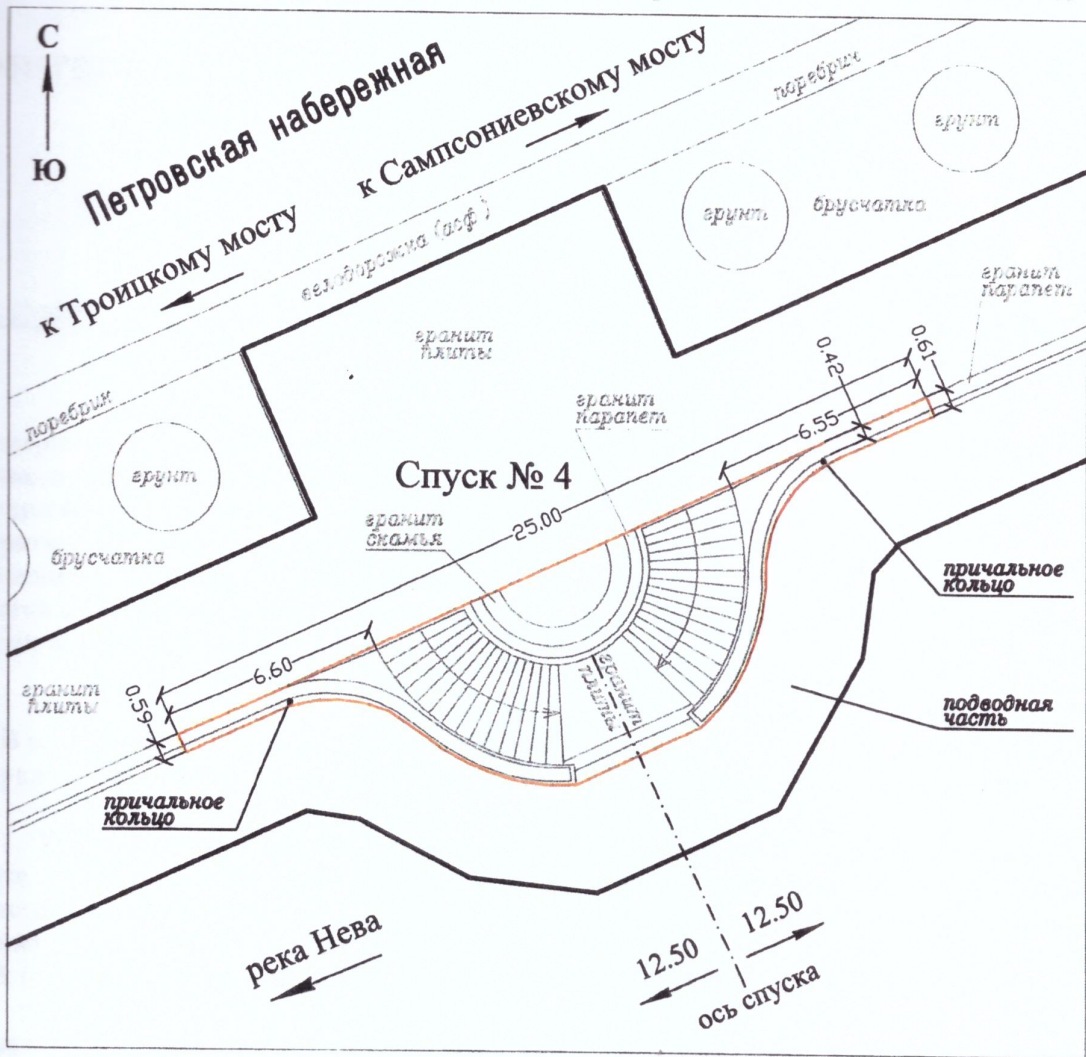 С
Ю
Петровская набережная
к Троицкому мосту
к Сампсониевскому мосту
поребрик
грунт
грунт
брусчатка
велодорожка (асф.)
гранит
парапет
гранит
плиты
0.42
0.61
6.55
гранит
парапет
поребрик
грунт
Спуск № 4
25.00
гранит
скамья
брусчатка
причальное
кольцо
6.60
гранит
плиты
0.59
гранит
плиты
подводная
часть
причальное
кольцо
река Нева
12.50
12.50
ось спуска